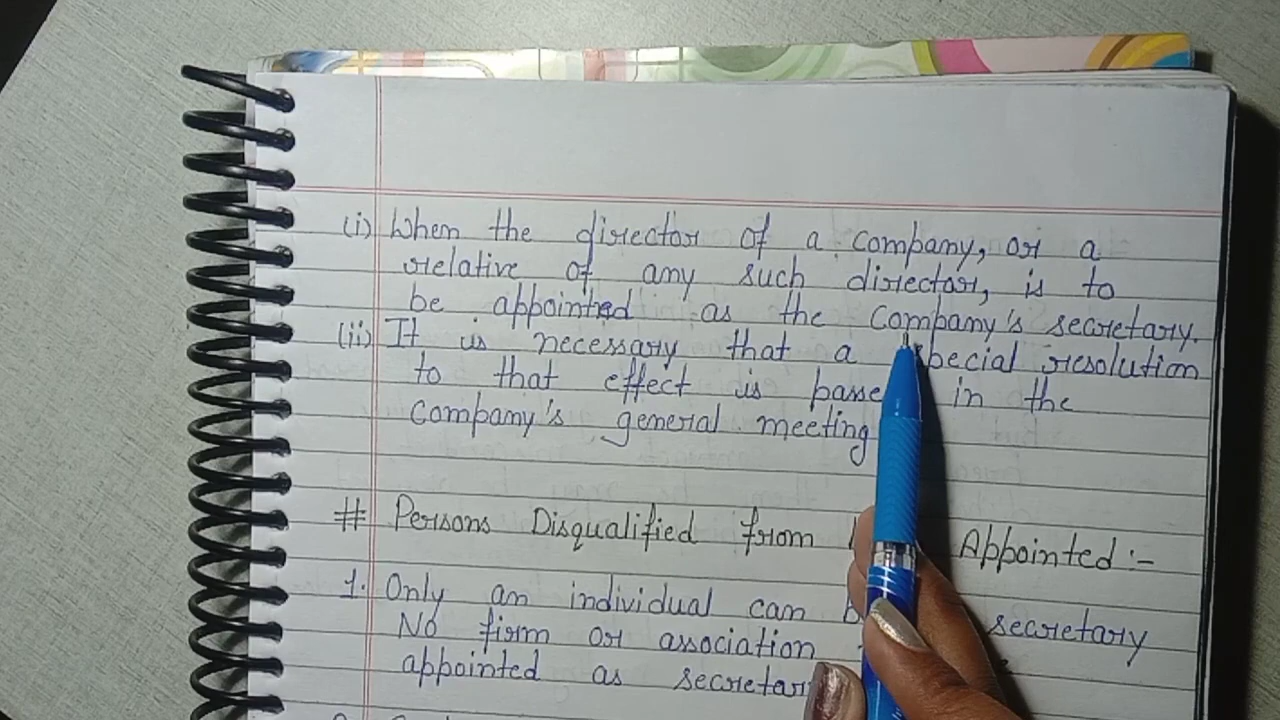 (i) When the director of a company, or a
relative of any such director, is to
be appointed as the company's secretary.
(ii) It is necessary that a special resolution
to that effect is passe in the
company's general meeting
# Persons Disqualified from Appointed :-
1. Only an individual can secretary
No firm or association
appointed as secretar